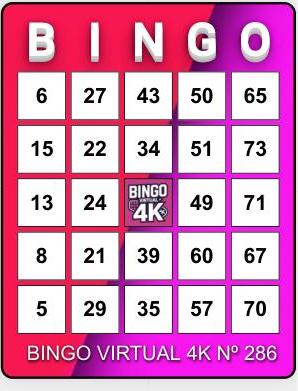 BINGO
6 27 43 50 65
15 22 34 51 73
13 24 BINGO VIRTUAL 4K 49 71
8 21 39 60 67
5 29 35 57 70
BINGO VIRTUAL 4K Nº 286